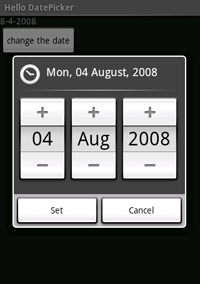 Hello DatePicker
8-4-2008
change the date
Mon, 04 August, 2008
+ + +
04 Aug 2008
- - -
Set Cancel